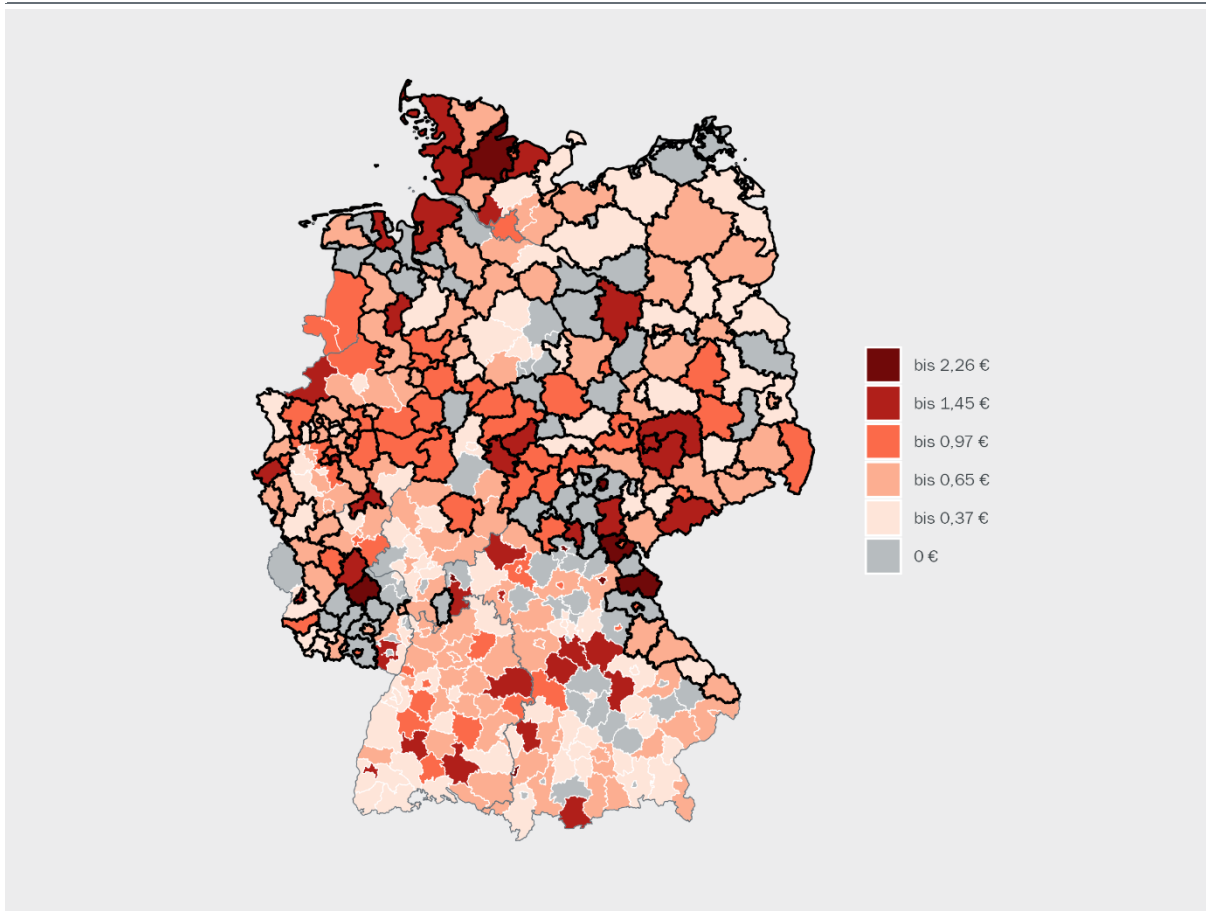 bis 2,26 €
bis 1,45 €
bis 0,97 €
bis 0,65 €
bis 0,37 €
0 €